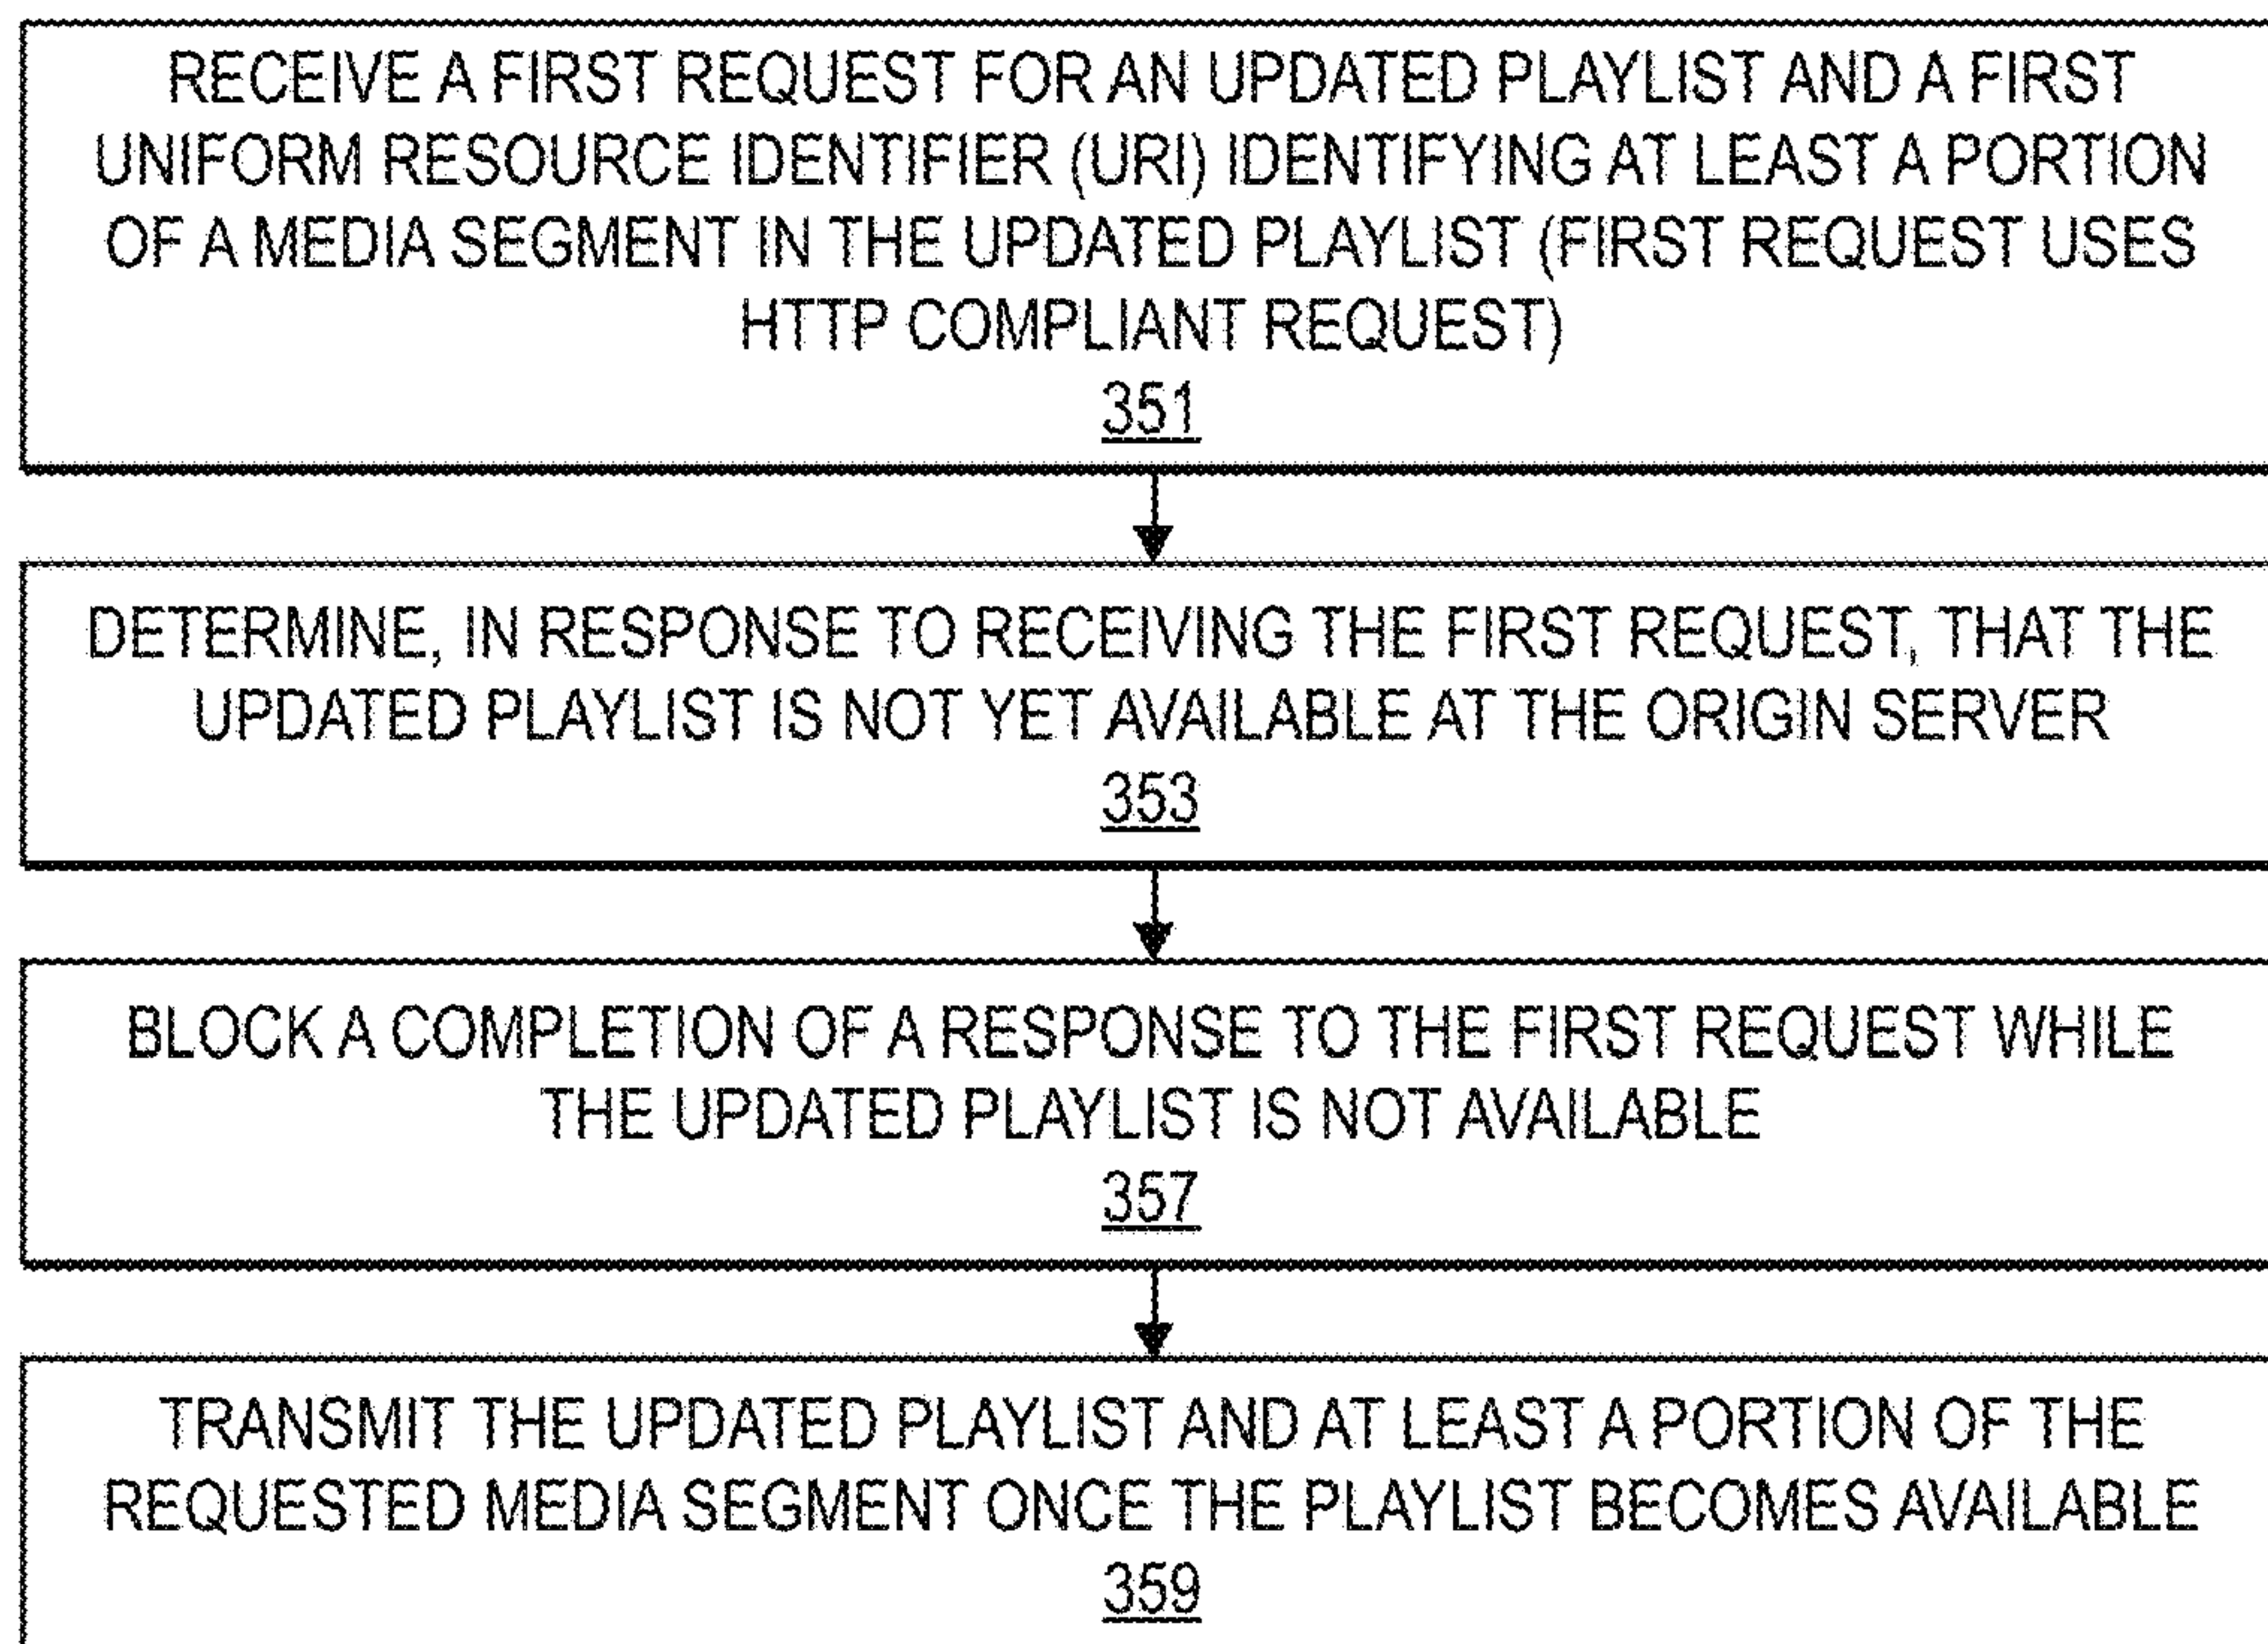 RECEIVE A FIRST REQUEST FOR AN UPDATED PLAYLIST AND A FIRST
UNIFORM RESOURCE IDENTIFIER (URI) IDENTIFYING AT LEAST A PORTION
OF A MEDIA SEGMENT IN THE UPDATED PLAYLIST (FIRST REQUEST USES
HTTP COMPLIANT REQUEST)
351
DETERMINE, IN RESPONSE TO RECEIVING THE FIRST REQUEST, THAT THE
UPDATED PLAYLIST IS NOT YET AVAILABLE AT THE ORIGIN SERVER
353
BLOCK A COMPLETION OF A RESPONSE TO THE FIRST REQUEST WHILE
THE UPDATED PLAYLIST IS NOT AVAILABLE
357
TRANSMIT THE UPDATED PLAYLIST AND AT LEAST A PORTION OF THE
REQUESTED MEDIA SEGMENT ONCE THE PLAYLIST BECOMES AVAILABLE
359